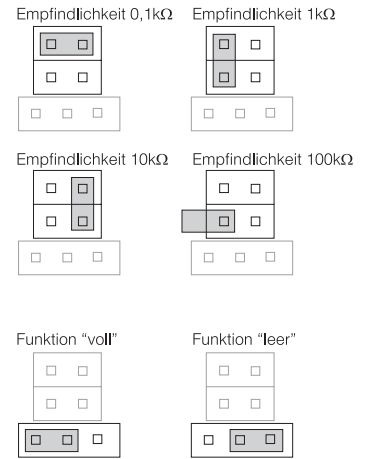 Empfindlichkeit 0,1kΩ
Empfindlichkeit 1kΩ
Empfindlichkeit 10kΩ
Empfindlichkeit 100kΩ
Funktion “voll”
Funktion “leer”